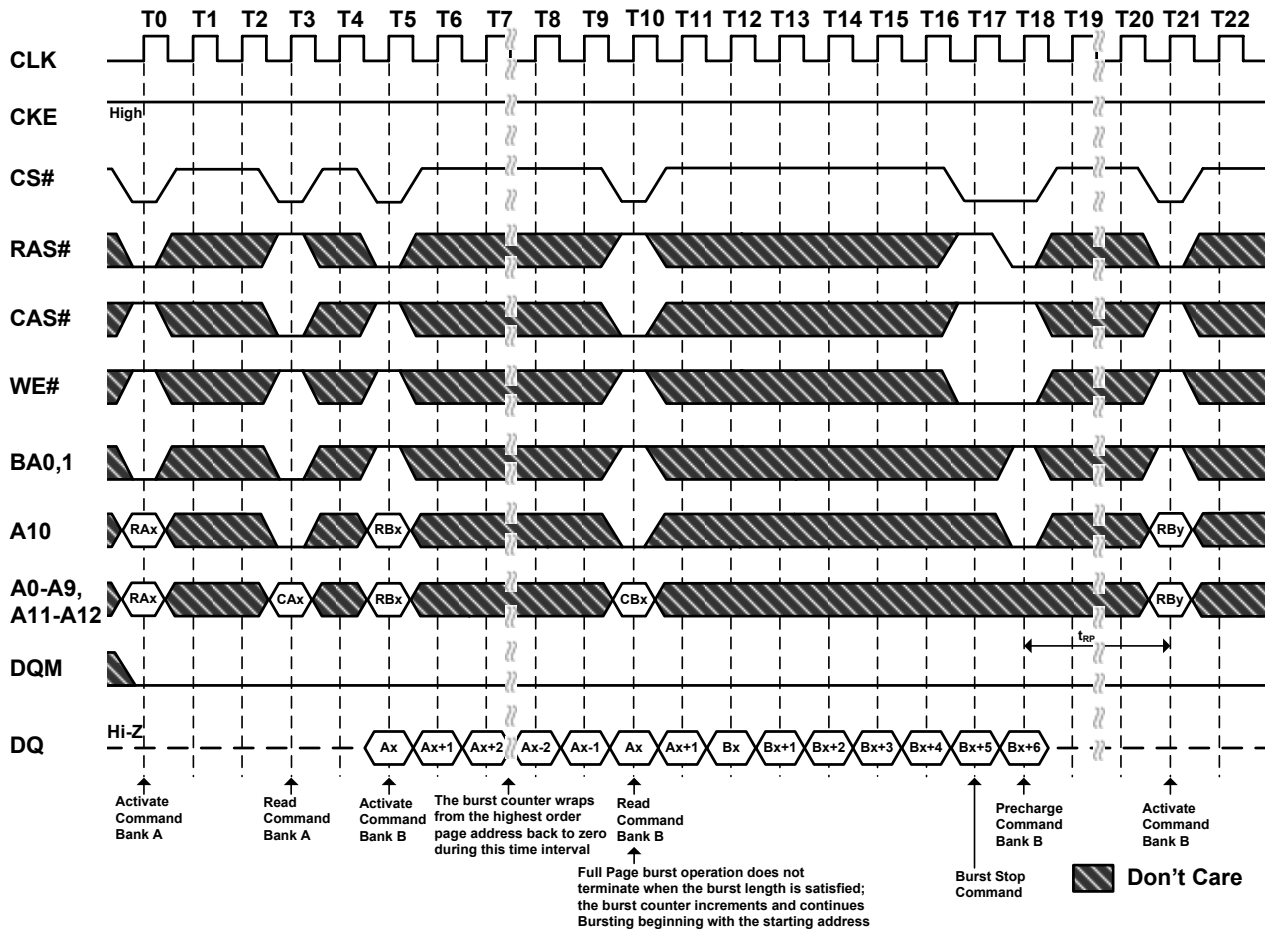 T0 T1 T2 T3 T4 T5 T6 T7 T8 T9 T10 T11 T12 T13 T14 T15 T16 T17 T18 T19 T20 T21 T22
CLK
CKE High
CS#
RAS#
CAS#
WE#
BA0,1
A10 RAx RBx RBy
A0-A9,
A11-A12 RAx CAx RBx CBx RBy
tRP
DQM
DQ Hi-Z Ax Ax+1 Ax+2 Ax-2 Ax-1 Ax Ax+1 Bx Bx+1 Bx+2 Bx+3 Bx+4 Bx+5 Bx+6
Activate
Command
Bank A
Read
Command
Bank A
Activate
Command
Bank B
The burst counter wraps
from the highest order
page address back to zero
during this time interval
Read
Command
Bank B
Full Page burst operation does not
terminate when the burst length is satisfied;
the burst counter increments and continues
Bursting beginning with the starting address
Burst Stop
Command
Precharge
Command
Bank B
Activate
Command
Bank B
Don't Care